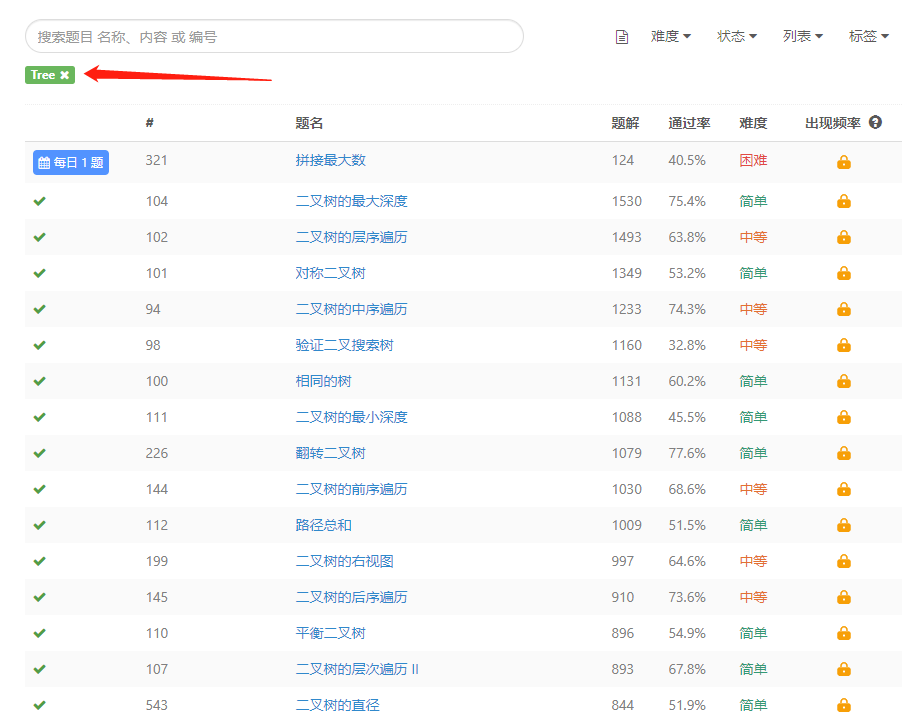 搜索题目 名称、内容 或 编号 难度 状态 列表 标签
Tree ✖
# 题名 题解 通过率 难度 出现频率
每日 1 题 321 拼接最大数 124 40.5% 困难
104 二叉树的最大深度 1530 75.4% 简单
102 二叉树的层序遍历 1493 63.8% 中等
101 对称二叉树 1349 53.2% 简单
94 二叉树的中序遍历 1233 74.3% 中等
98 验证二叉搜索树 1160 32.8% 中等
100 相同的树 1131 60.2% 简单
111 二叉树的最小深度 1088 45.5% 简单
226 翻转二叉树 1079 77.6% 简单
144 二叉树的前序遍历 1030 68.6% 中等
112 路径总和 1009 51.5% 简单
199 二叉树的右视图 997 64.6% 中等
145 二叉树的后序遍历 910 73.6% 中等
110 平衡二叉树 896 54.9% 简单
107 二叉树的层次遍历 II 893 67.8% 简单
543 二叉树的直径 844 51.9% 简单